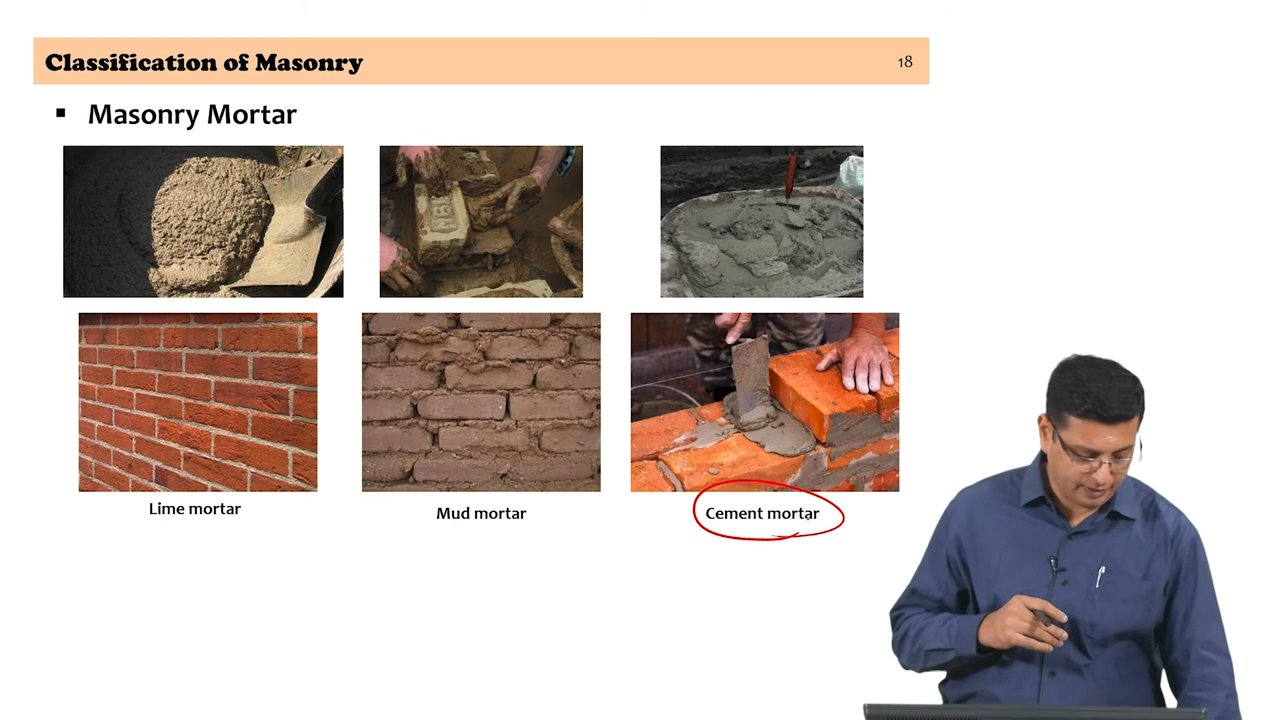 Classification of Masonry
18
Masonry Mortar
Lime mortar
Mud mortar
Cement mortar